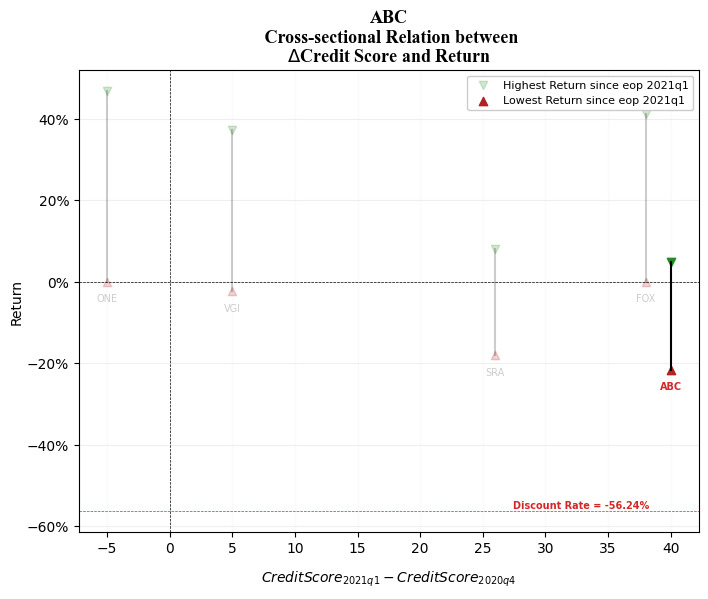 ABC
Cross-sectional Relation between
ΔCredit Score and Return
Highest Return since eop 2021q1
Lowest Return since eop 2021q1
40%
20%
0%
−20%
−40%
−60%
Return
ONE
VGI
SRA
FOX
ABC
Discount Rate = -56.24%
−5 0 5 10 15 20 25 30 35 40
CreditScore2021q1 − CreditScore2020q4